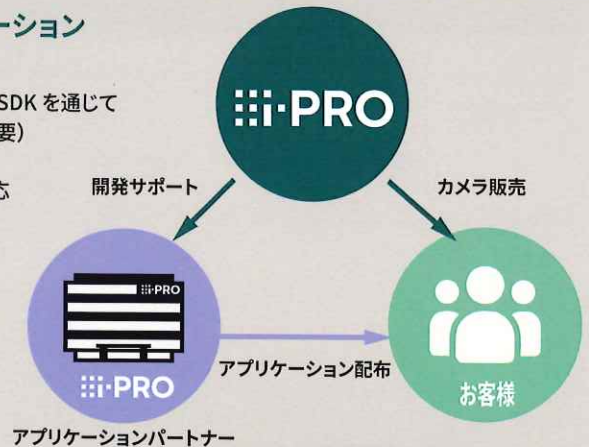 ーション
SDK を通じて
要）
応
i-PRO
開発サポート
カメラ販売
i-PRO
i-PRO
アプリケーション配布
お客様
アプリケーションパートナー